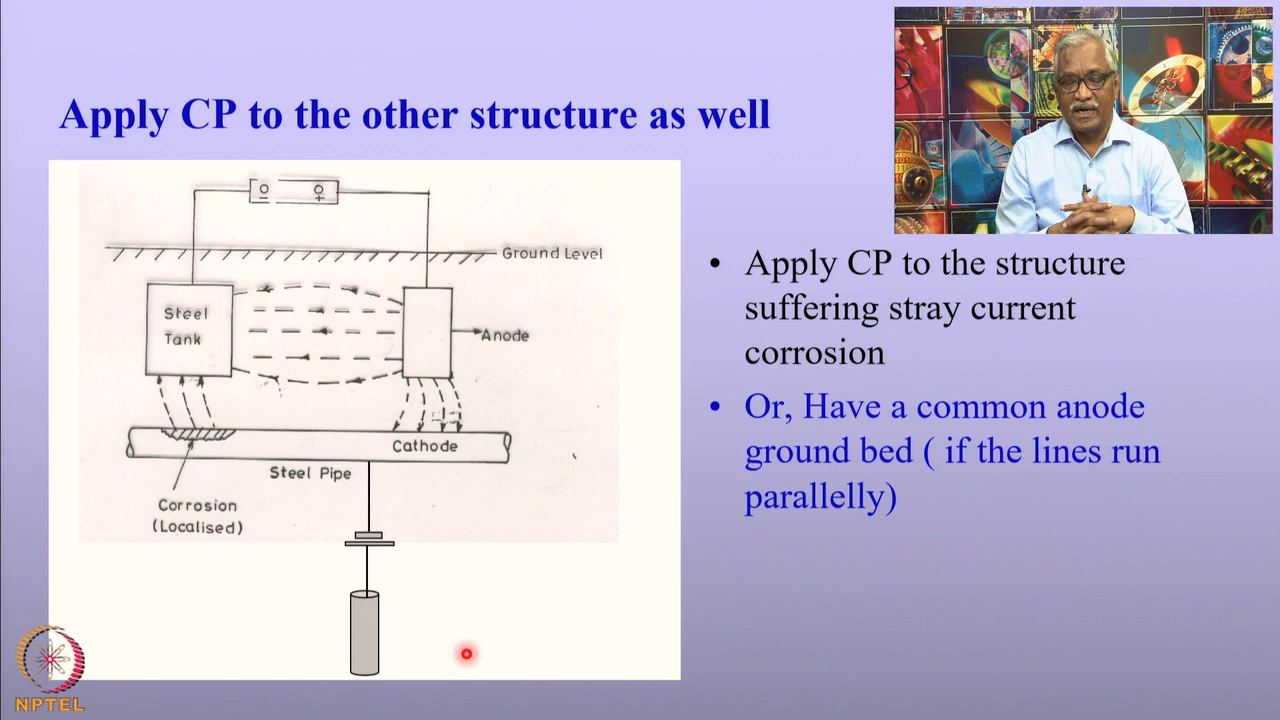 Apply CP to the other structure as well
− +
Ground Level
Steel
Tank
Anode
Cathode
Steel Pipe
Corrosion
(Localised)
• Apply CP to the structure
suffering stray current
corrosion
• Or, Have a common anode
ground bed ( if the lines run
parallelly)
NPTEL